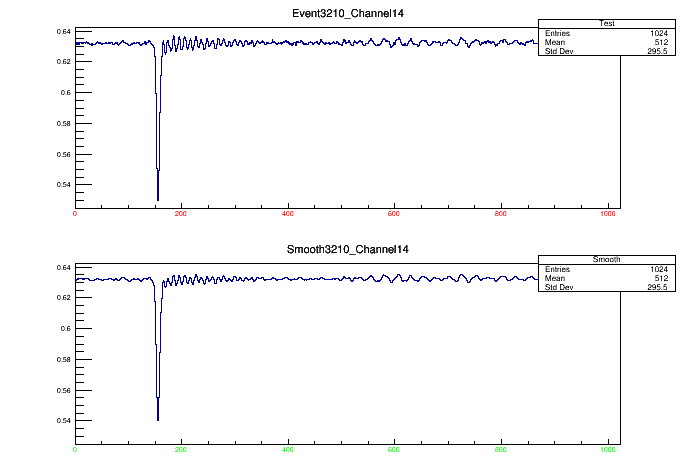 Event3210_Channel14
Test
Entries 1024
Mean 512
Std Dev 295.5
0.64
0.62
0.6
0.58
0.56
0.54
0 200 400 600 800 1000
Smooth3210_Channel14
Smooth
Entries 1024
Mean 512
Std Dev 295.5
0.64
0.62
0.6
0.58
0.56
0.54
0 200 400 600 800 1000